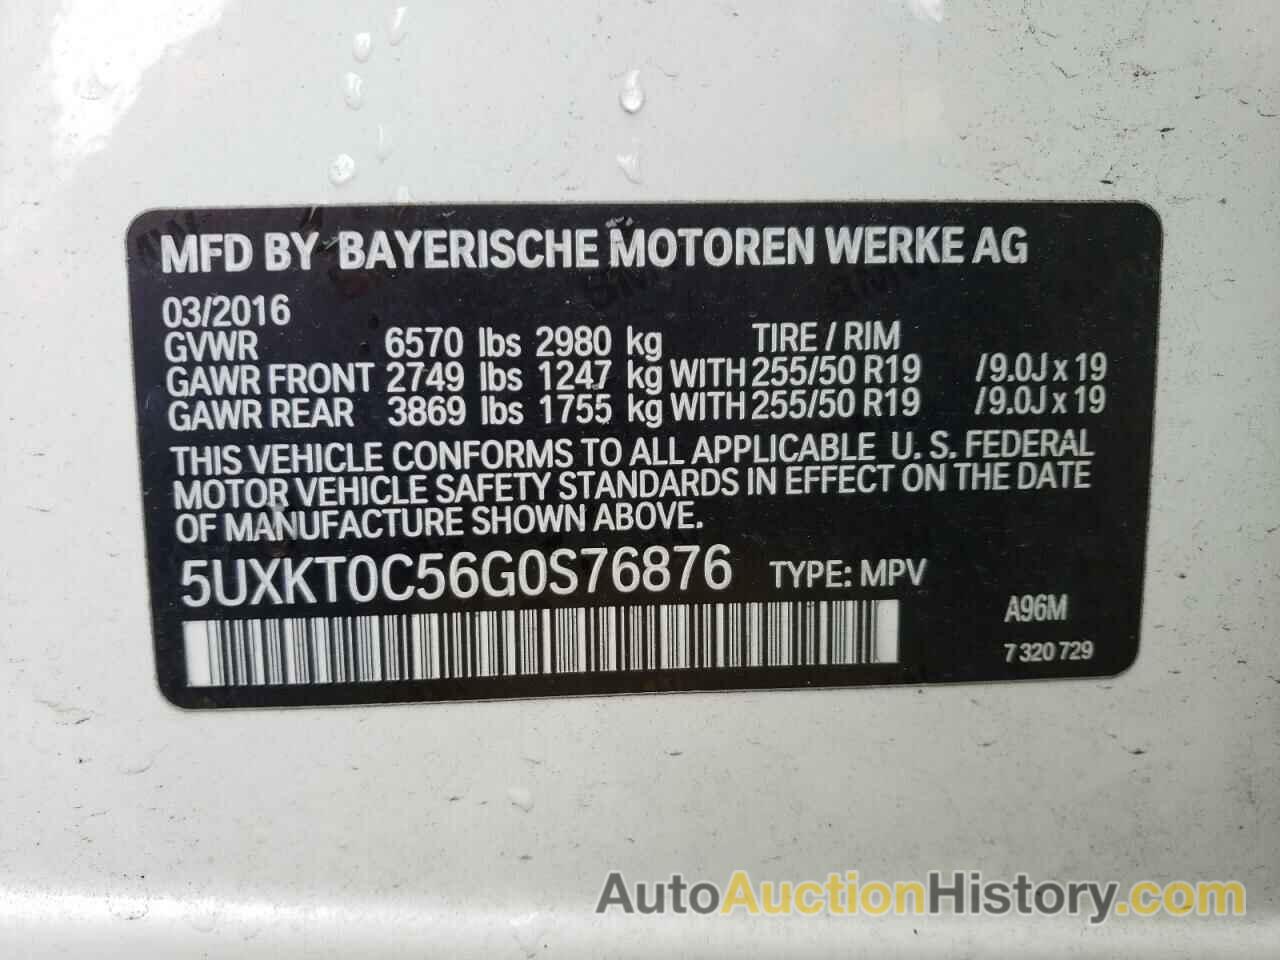 MFD BY BAYERISCHE MOTOREN WERKE AG
03/2016
GVWR 6570 lbs 2980 kg TIRE / RIM
GAWR FRONT 2749 lbs 1247 kg WITH 255/50 R19 /9.0J x 19
GAWR REAR 3869 lbs 1755 kg WITH 255/50 R19 /9.0J x 19
THIS VEHICLE CONFORMS TO ALL APPLICABLE U. S. FEDERAL
MOTOR VEHICLE SAFETY STANDARDS IN EFFECT ON THE DATE
OF MANUFACTURE SHOWN ABOVE.
5UXKT0C56G0S76876 TYPE: MPV
A96M
7 320 729
AutoAuctionHistory.com